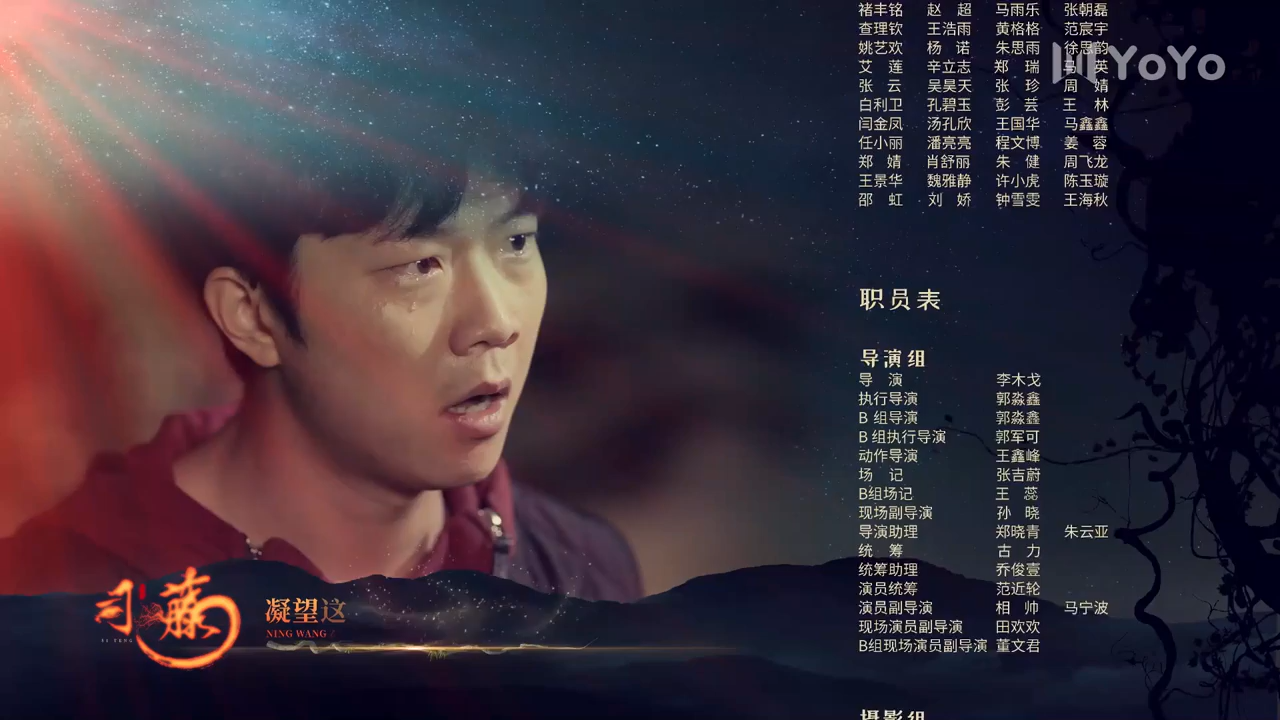 褚丰铭 赵 超 马雨乐 张朝磊
查理钦 王浩雨 黄格格 范宸宇
姚艺欢 杨 诺 朱思雨 徐思韵
艾 莲 辛立志 郑 瑞 马 英
张 云 吴昊天 张 珍 周 婧
白利卫 孔碧玉 彭 芸 王 林
闫金凤 汤孔欣 王国华 马鑫鑫
任小丽 潘亮亮 程文博 姜 蓉
郑 婧 肖舒丽 朱 健 周飞龙
王景华 魏雅静 许小虎 陈玉璇
邵 虹 刘 娇 钟雪雯 王海秋
YoYo
职员表
导演组
导 演 李木戈
执行导演 郭淼鑫
B 组导演 郭淼鑫
B 组执行导演 郭军可
动作导演 王鑫峰
场 记 张吉蔚
B组场记 王 蕊
现场副导演 孙 晓
导演助理 郑晓青 朱云亚
统 筹 古 力
统筹助理 乔俊壹
演员统筹 范近轮
演员副导演 相 帅 马宁波
现场演员副导演 田欢欢
B组现场演员副导演 董文君
摄影组
司藤
SI TENG
凝望这
NING WANG